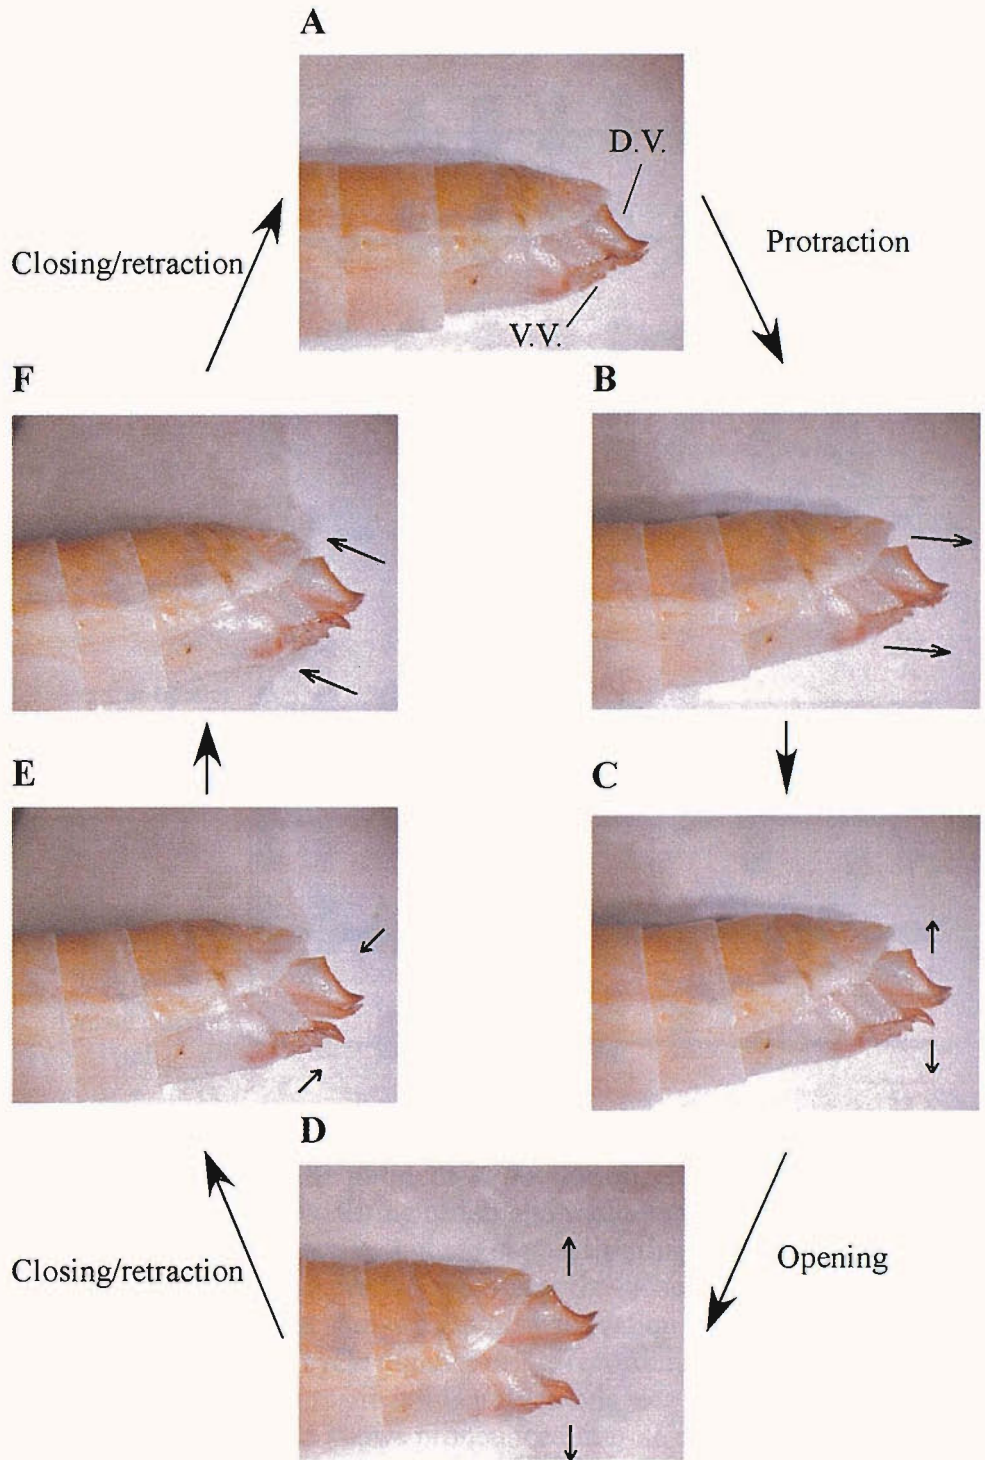 A
D.V.
Closing/retraction
Protraction
V.V.
F
B
E
C
D
Closing/retraction
Opening